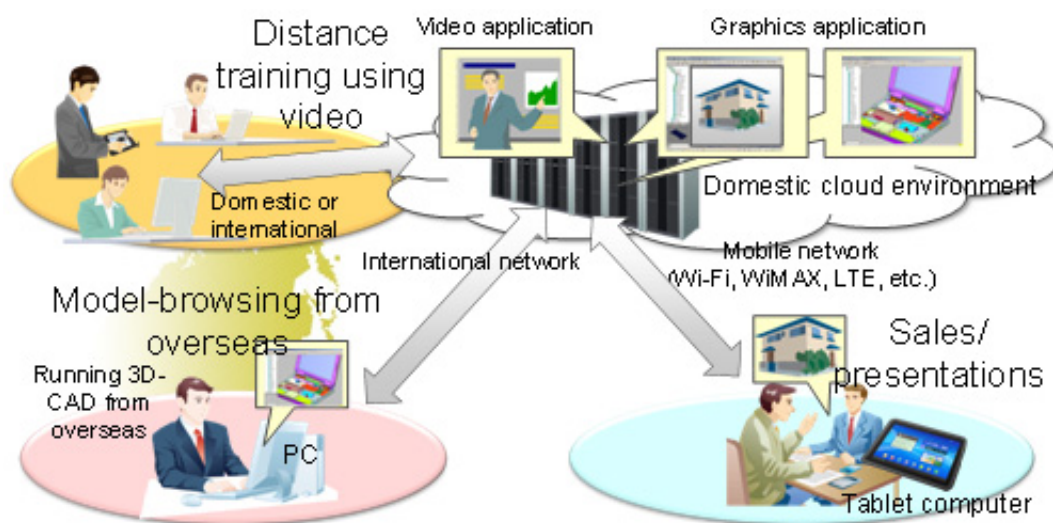 Distance
training using
video
Video application
Graphics application
Domestic or
international
Domestic cloud environment
International network
Mobile network
(Wi-Fi, WiMAX, LTE, etc.)
Model-browsing from
overseas
Running 3D-
CAD from
overseas
PC
Sales/
presentations
Tablet computer